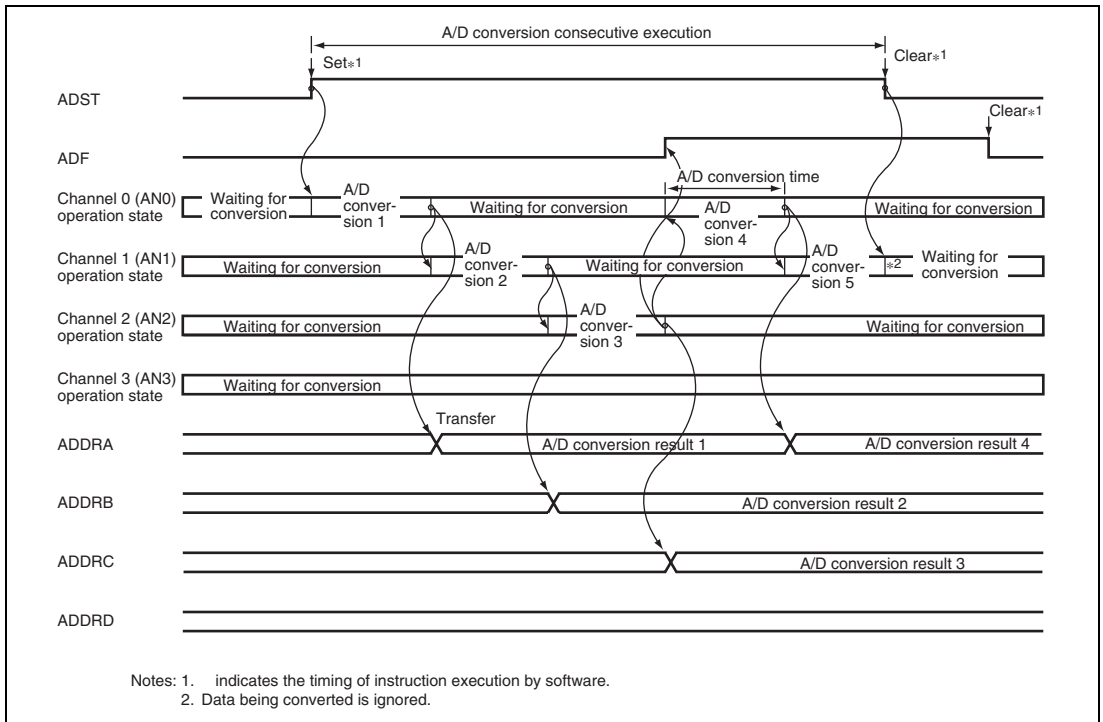 A/D conversion consecutive execution
Set*1
Clear*1
ADST
Clear*1
ADF
A/D conversion time
Channel 0 (AN0)
operation state
Waiting for
conversion
A/D
conver-
sion 1
Waiting for conversion
A/D
conver-
sion 4
Waiting for conversion
Channel 1 (AN1)
operation state
Waiting for conversion
A/D
conver-
sion 2
Waiting for conversion
A/D
conver-
sion 5
*2
Waiting for
conversion
Channel 2 (AN2)
operation state
Waiting for conversion
A/D
conver-
sion 3
Waiting for conversion
Channel 3 (AN3)
operation state
Waiting for conversion
Transfer
ADDRA
A/D conversion result 1
A/D conversion result 4
ADDRB
A/D conversion result 2
ADDRC
A/D conversion result 3
ADDRD
Notes: 1. indicates the timing of instruction execution by software.
2. Data being converted is ignored.